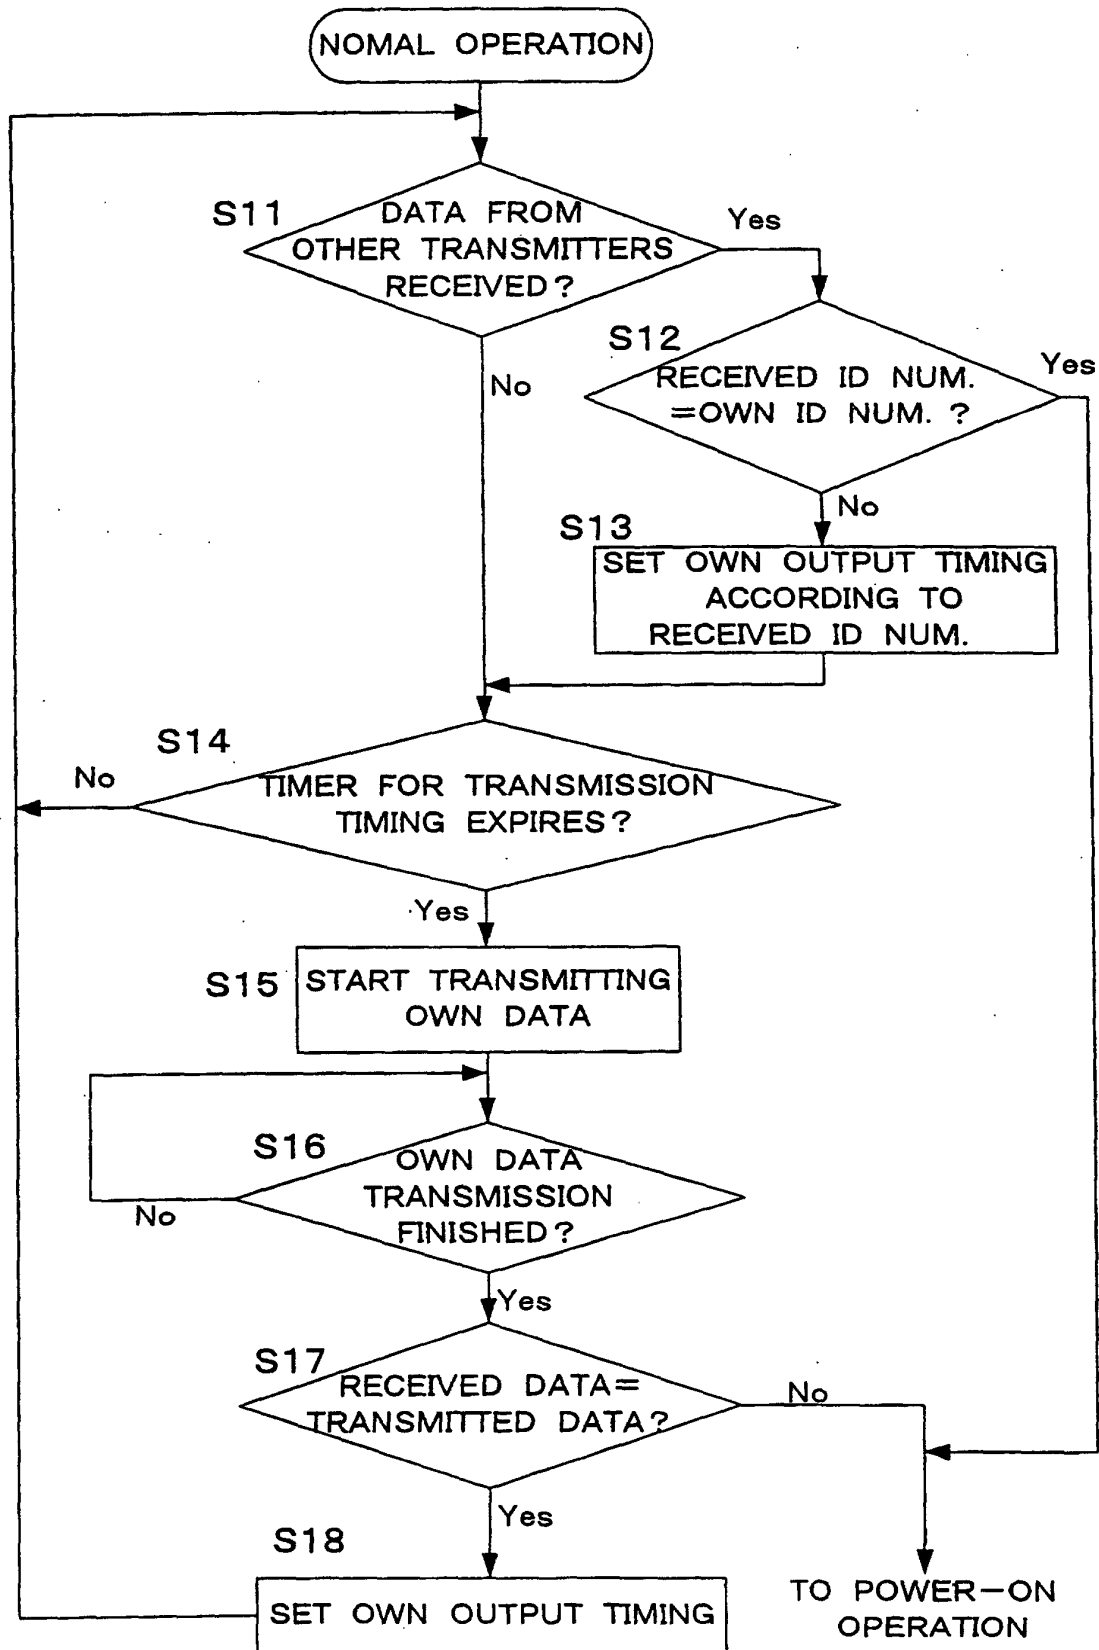 NOMAL OPERATION
S11
DATA FROM
OTHER TRANSMITTERS
RECEIVED?
Yes
No
S12
RECEIVED ID NUM.
=OWN ID NUM. ?
Yes
No
S13
SET OWN OUTPUT TIMING
ACCORDING TO
RECEIVED ID NUM.
S14
No
TIMER FOR TRANSMISSION
TIMING EXPIRES?
Yes
S15
START TRANSMITTING
OWN DATA
S16
OWN DATA
TRANSMISSION
FINISHED?
No
Yes
S17
RECEIVED DATA=
TRANSMITTED DATA?
No
Yes
S18
SET OWN OUTPUT TIMING
TO POWER-ON
OPERATION